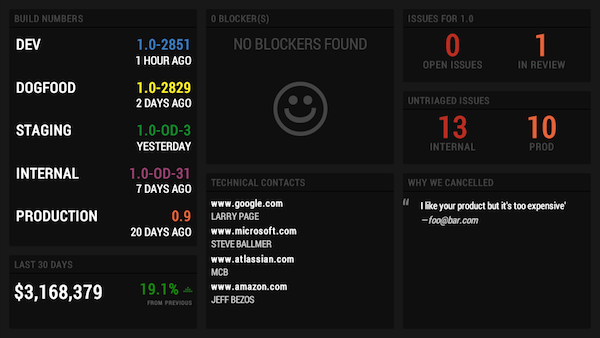 BUILD NUMBERS
DEV 1.0-2851
1 HOUR AGO
DOGFOOD 1.0-2829
2 DAYS AGO
STAGING 1.0-OD-3
YESTERDAY
INTERNAL 1.0-OD-31
7 DAYS AGO
PRODUCTION 0.9
20 DAYS AGO
LAST 30 DAYS
$3,168,379 19.1%
FROM PREVIOUS
0 BLOCKER(S)
NO BLOCKERS FOUND
TECHNICAL CONTACTS
www.google.com
LARRY PAGE
www.microsoft.com
STEVE BALLMER
www.atlassian.com
MCB
www.amazon.com
JEFF BEZOS
ISSUES FOR 1.0
0 1
OPEN ISSUES IN REVIEW
UNTRIAGED ISSUES
13 10
INTERNAL PROD
WHY WE CANCELLED
“ I like your product but it's too expensive'
—foo@bar.com